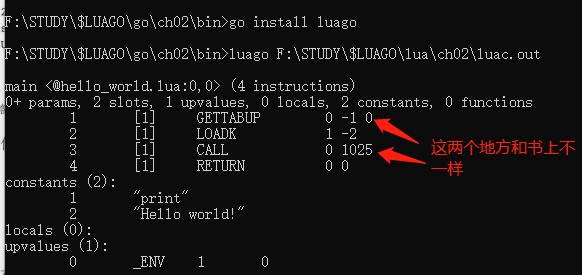 F:\STUDY\$LUAGO\go\ch02\bin>go install luago
F:\STUDY\$LUAGO\go\ch02\bin>luago F:\STUDY\$LUAGO\lua\ch02\luac.out
main <@hello_world.lua:0,0> (4 instructions)
0+ params, 2 slots, 1 upvalues, 0 locals, 2 constants, 0 functions
1 [1] GETTABUP 0 -1 0
2 [1] LOADK 1 -2
3 [1] CALL 0 1025
4 [1] RETURN 0 0
这两个地方和书上不
一样
constants (2):
1 "print"
2 "Hello world!"
locals (0):
upvalues (1):
0 _ENV 1 0